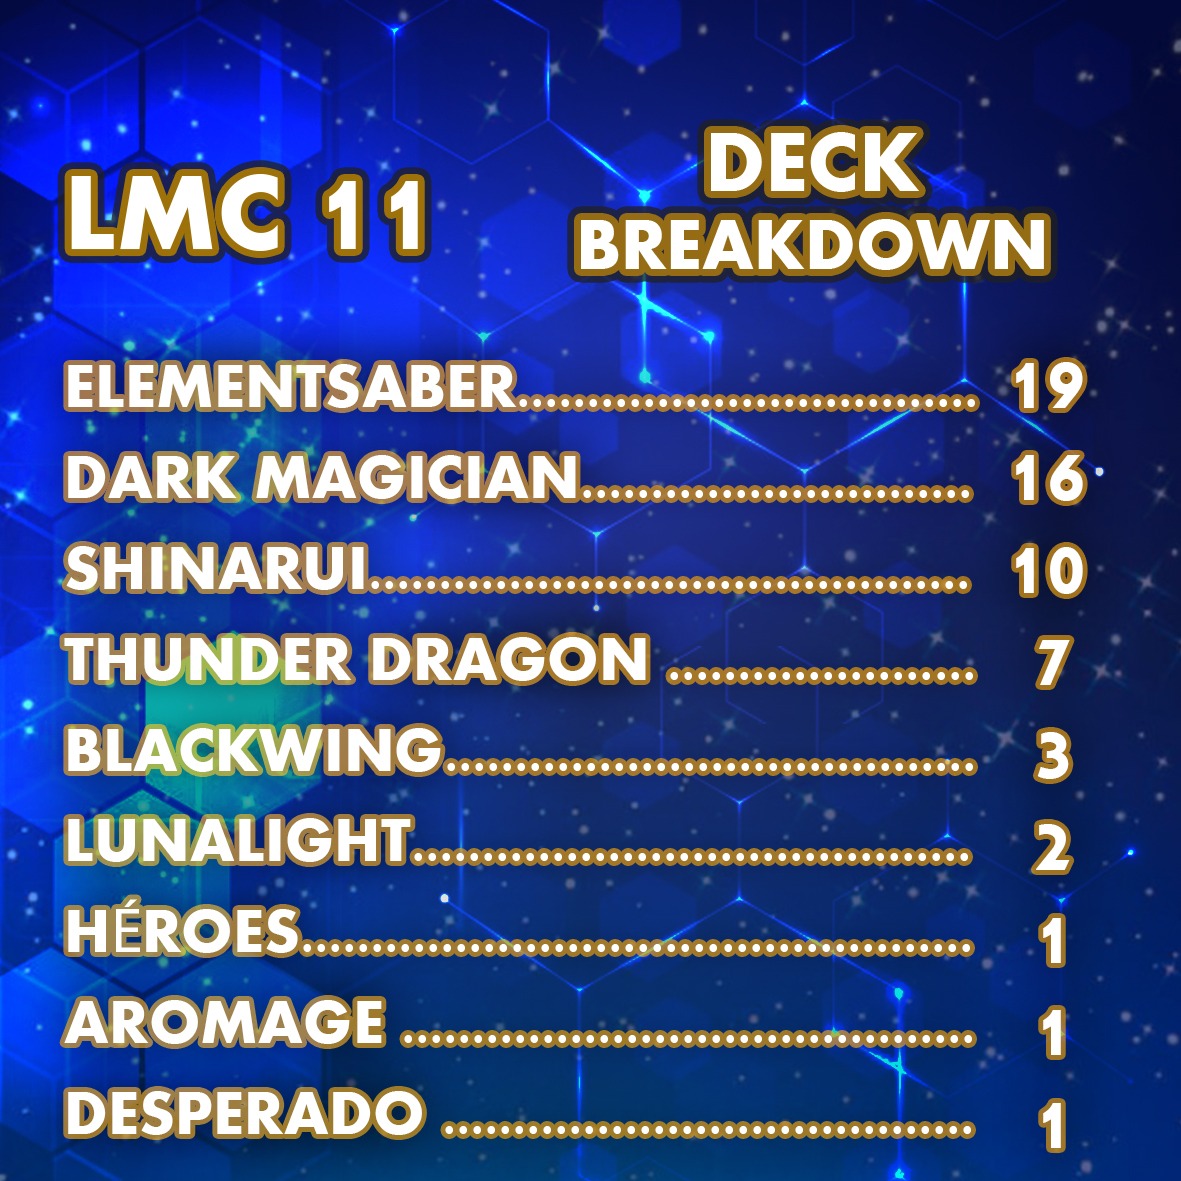 LMC 11
DECK
BREAKDOWN
ELEMENTSABER................................. 19
DARK MAGICIAN............................ 16
SHINARUI........................................... 10
THUNDER DRAGON ...................... 7
BLACKWING...................................... 3
LUNALIGHT........................................ 2
HÉROES................................................ 1
AROMAGE ......................................... 1
DESPERADO ...................................... 1